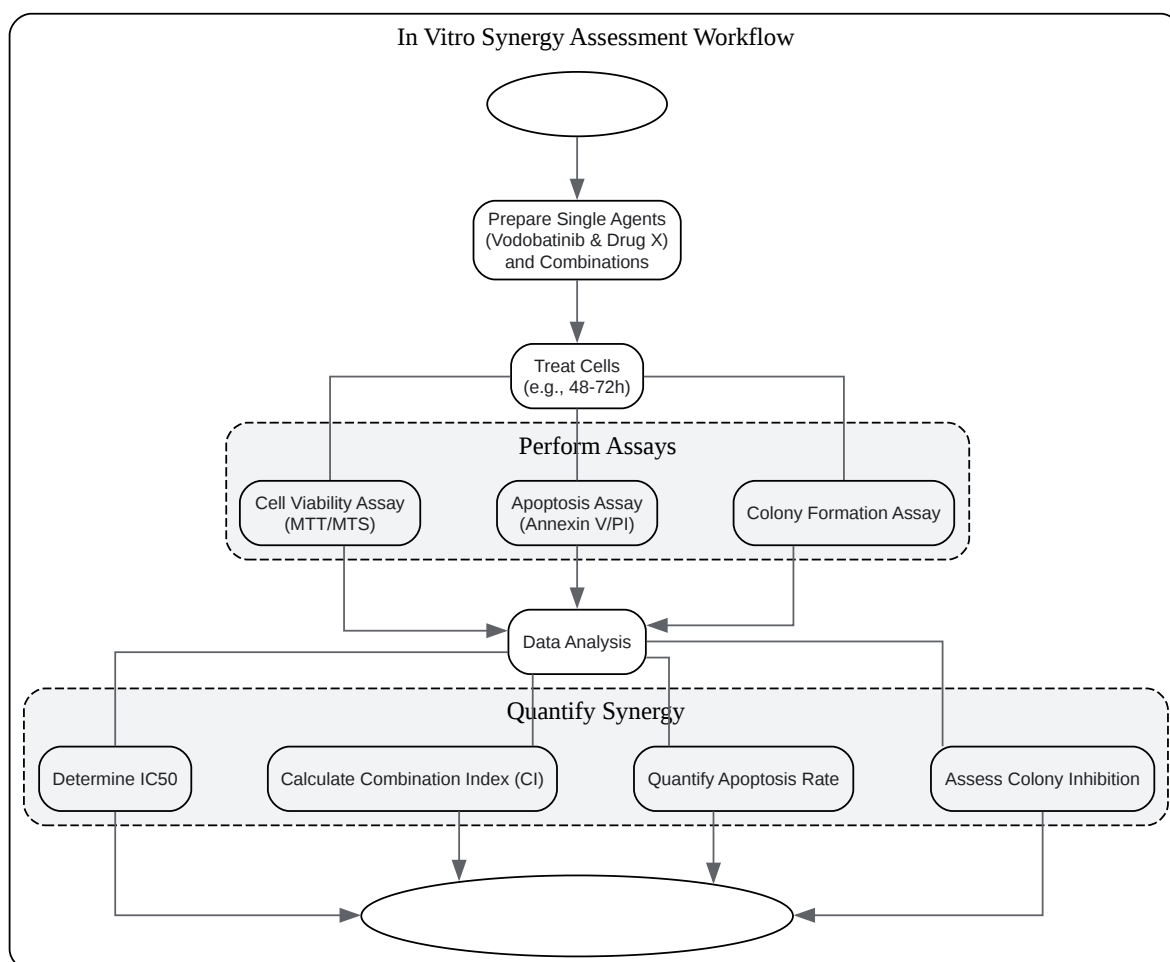 In Vitro Synergy Assessment Workflow
Prepare Single Agents
(Vodobatinib & Drug X)
and Combinations
Treat Cells
(e.g., 48-72h)
Perform Assays
Cell Viability Assay
(MTT/MTS)
Apoptosis Assay
(Annexin V/PI)
Colony Formation Assay
Data Analysis
Quantify Synergy
Determine IC50
Calculate Combination Index (CI)
Quantify Apoptosis Rate
Assess Colony Inhibition